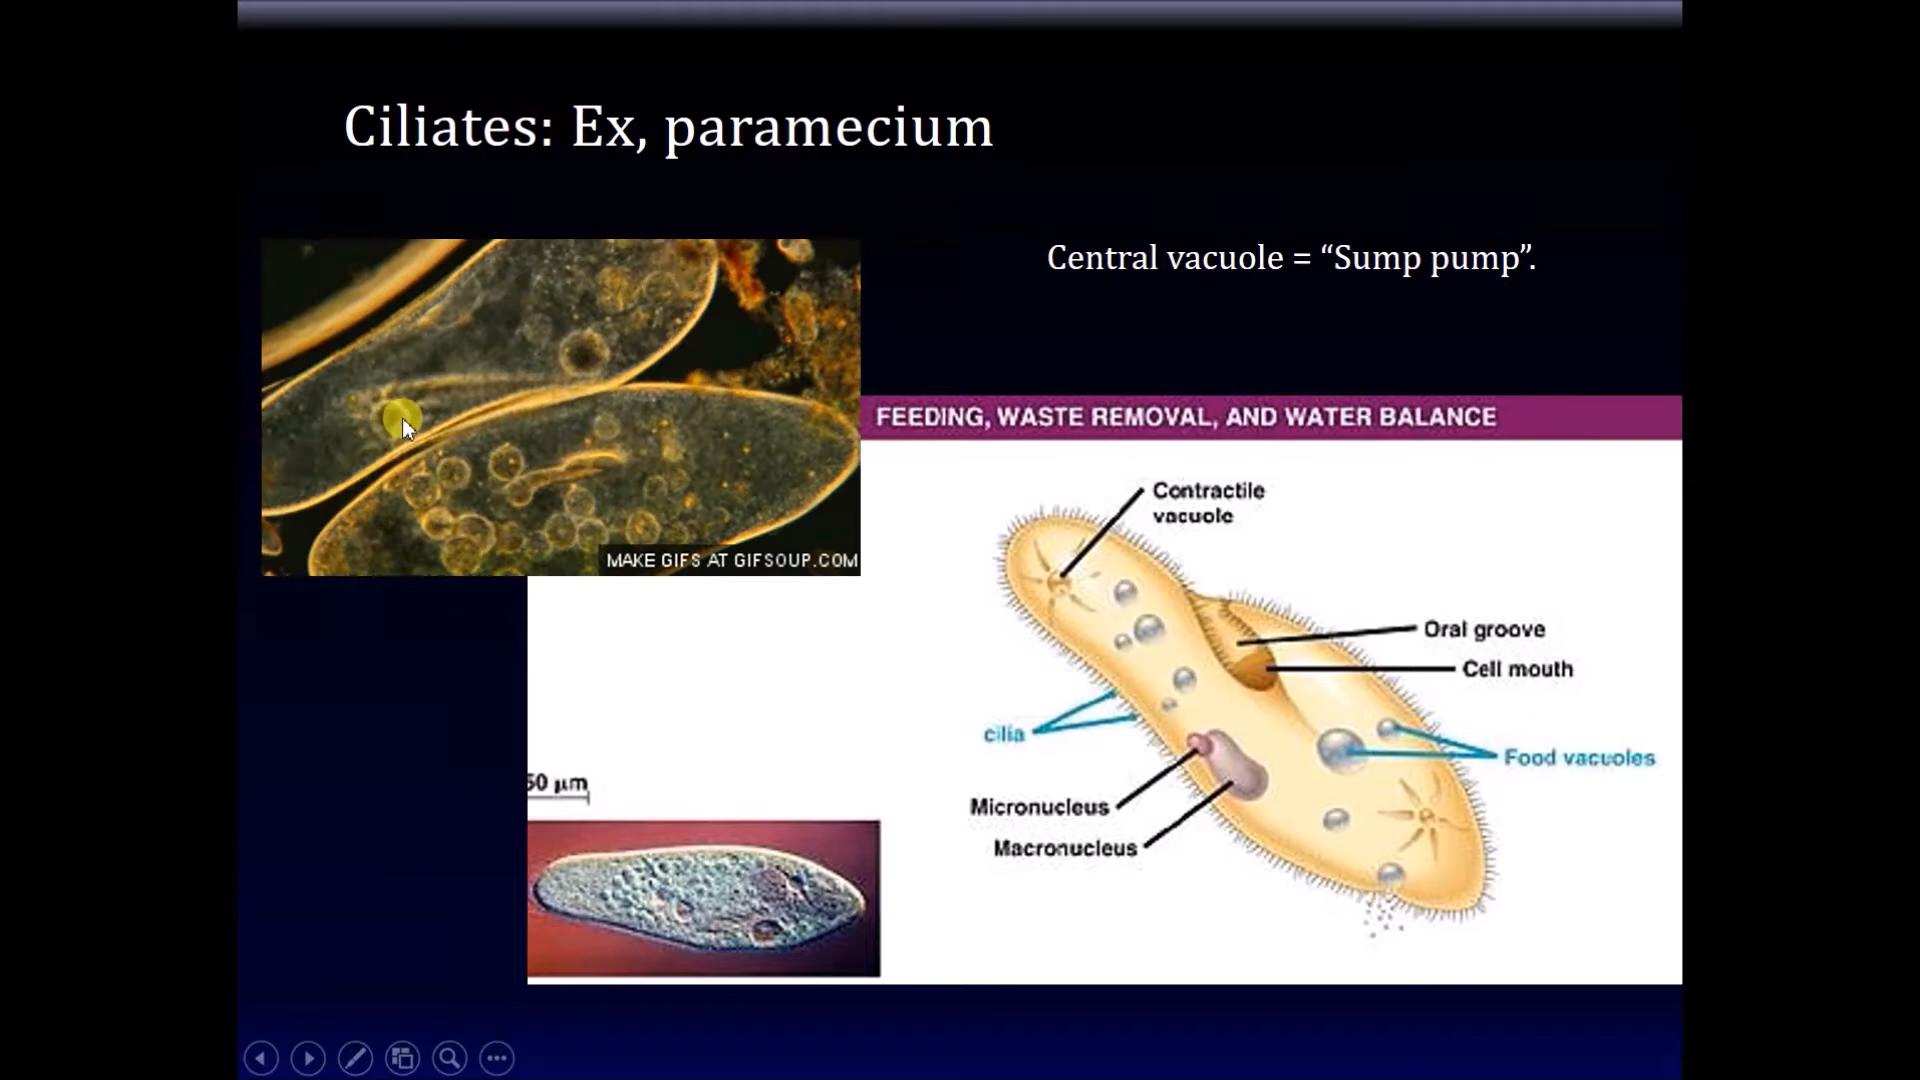 Ciliates: Ex, paramecium
Central vacuole = “Sump pump”.
MAKE GIFS AT GIFSOUP.COM
FEEDING, WASTE REMOVAL, AND WATER BALANCE
Contractile
vacuole
Oral groove
Cell mouth
cilia
Food vacuoles
50 μm
Micronucleus
Macronucleus